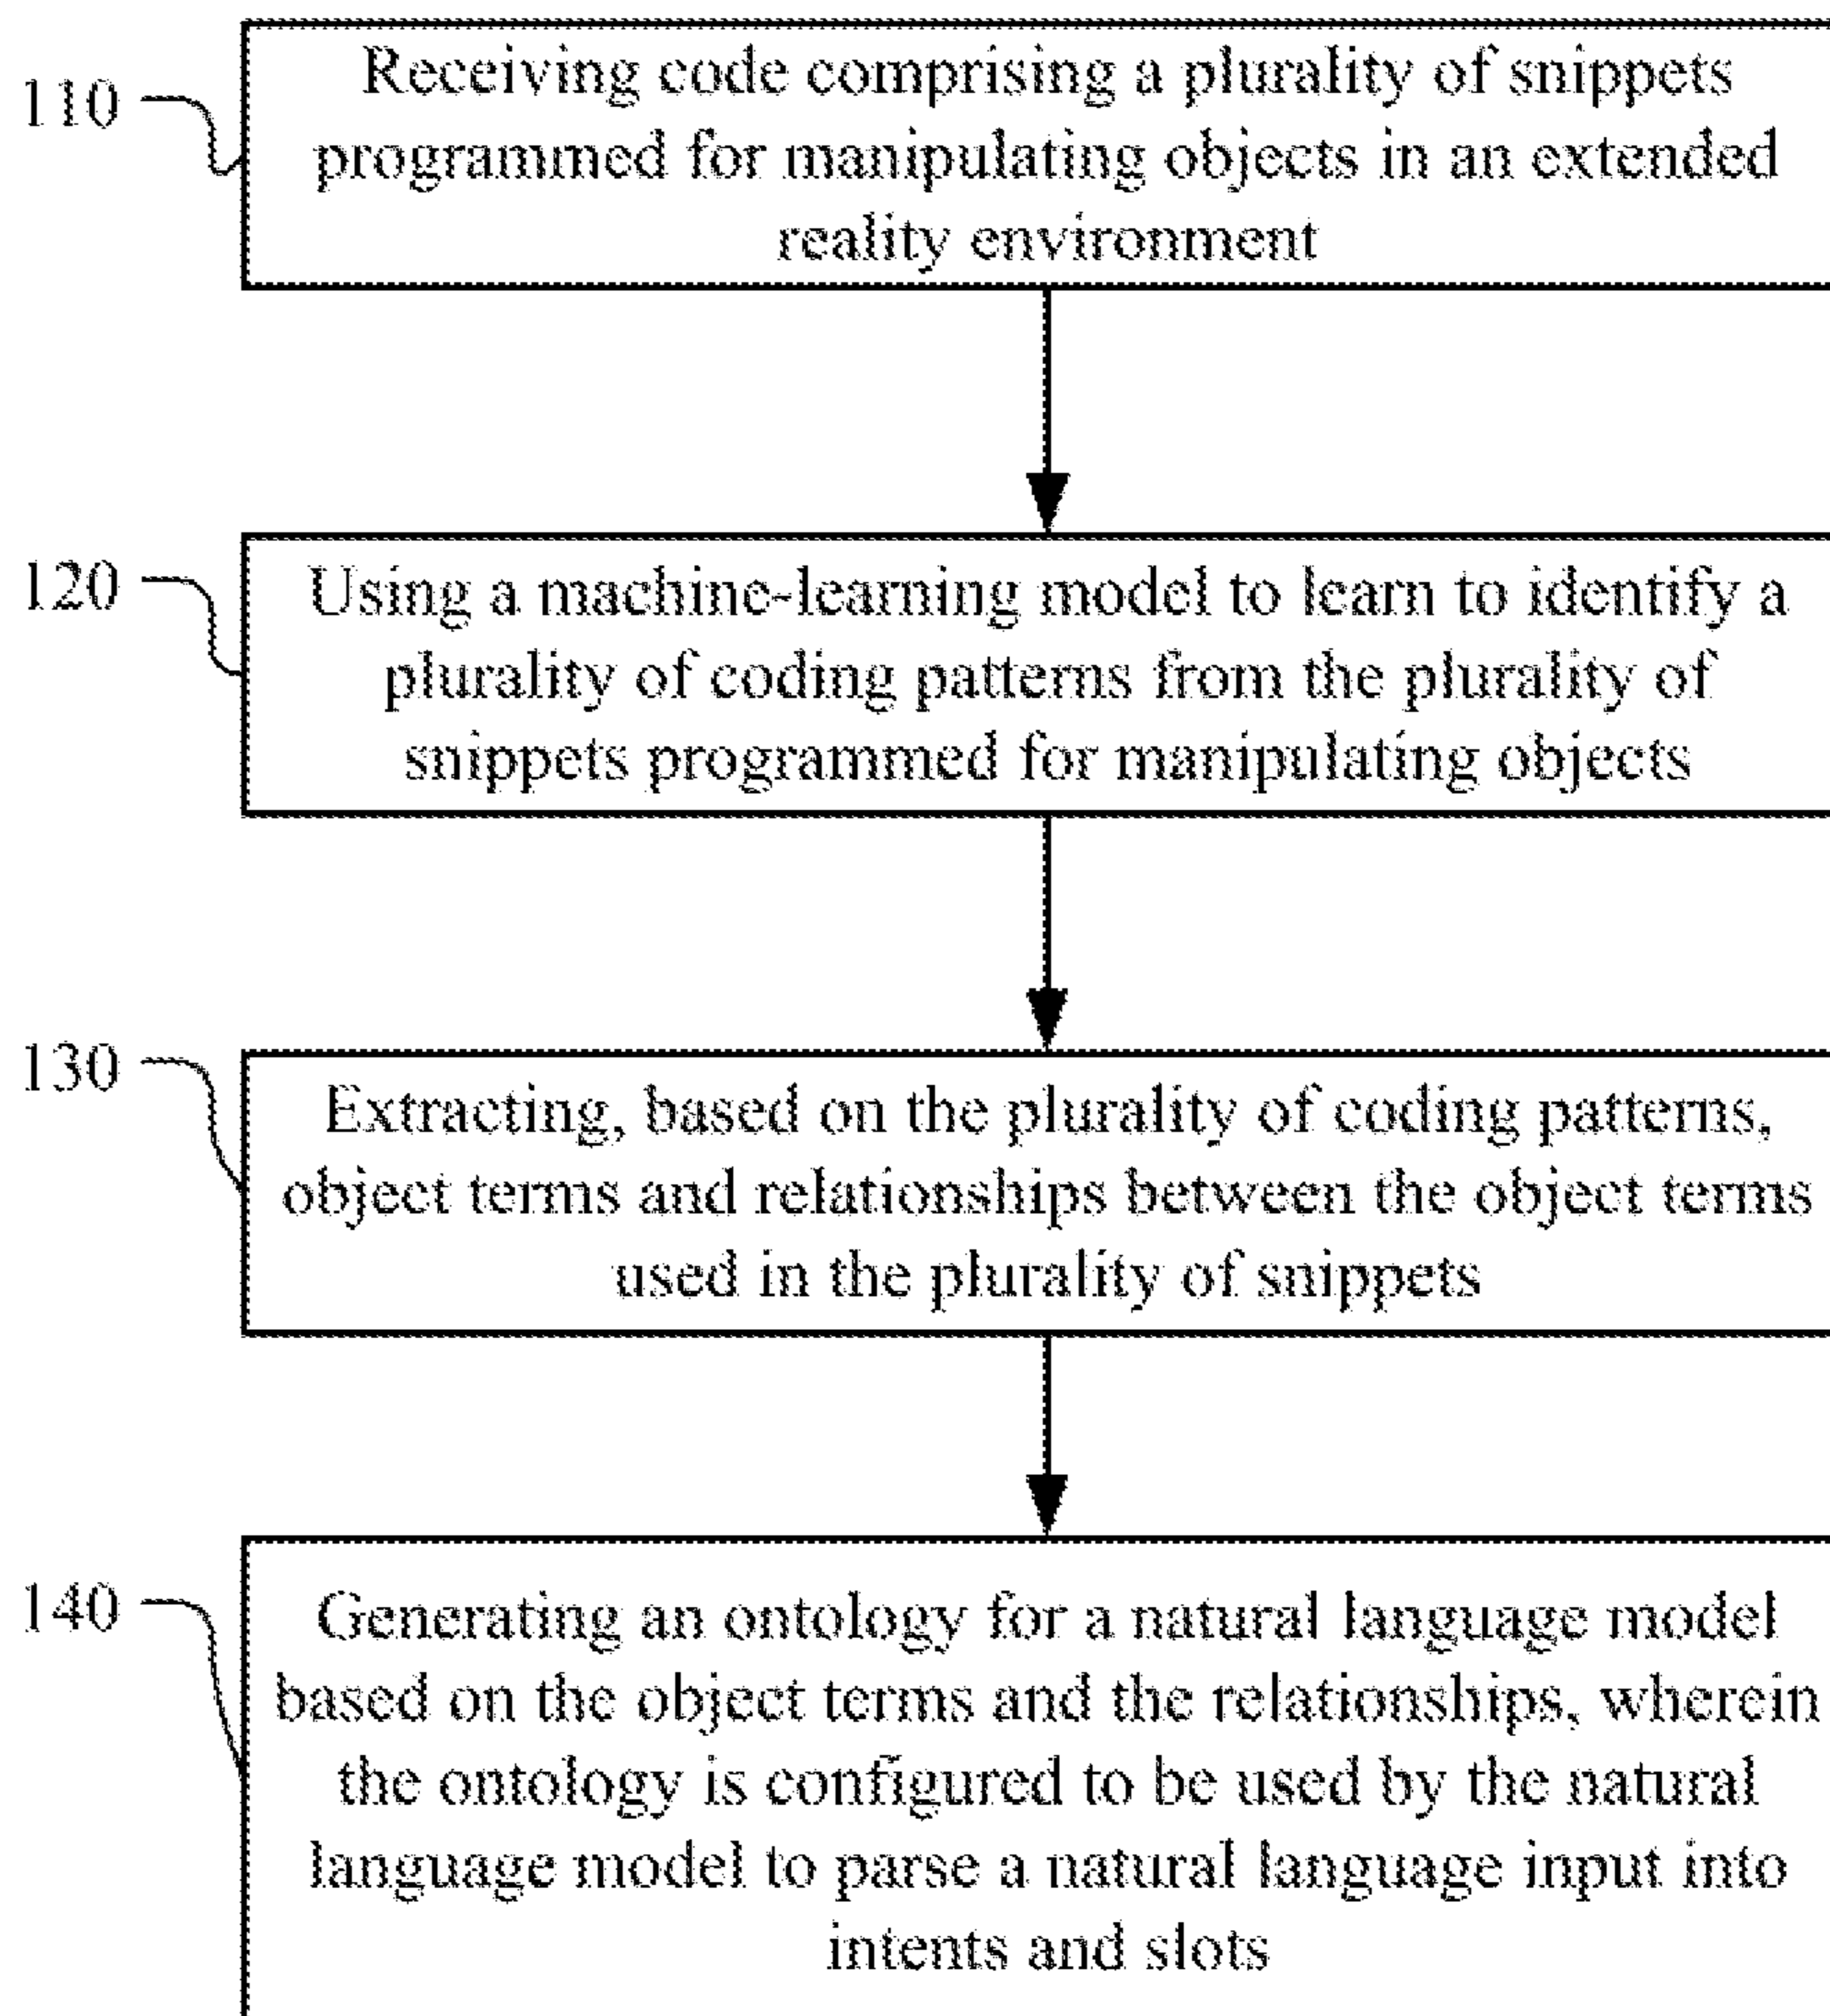 110
Receiving code comprising a plurality of snippets
programmed for manipulating objects in an extended
reality environment
120
Using a machine-learning model to learn to identify a
plurality of coding patterns from the plurality of
snippets programmed for manipulating objects
130
Extracting, based on the plurality of coding patterns,
object terms and relationships between the object terms
used in the plurality of snippets
140
Generating an ontology for a natural language model
based on the object terms and the relationships, wherein
the ontology is configured to be used by the natural
language model to parse a natural language input into
intents and slots